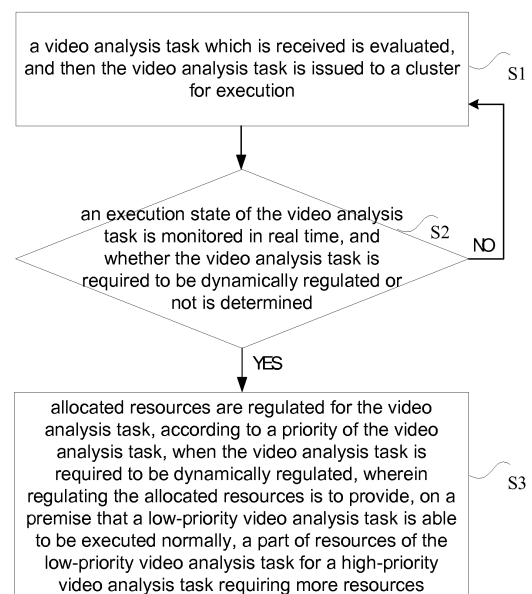 a video analysis task which is received is evaluated,
and then the video analysis task is issued to a cluster
for execution
S1
an execution state of the video analysis
task is monitored in real time, and
whether the video analysis task is
required to be dynamically regulated or
not is determined
S2
NO
YES
allocated resources are regulated for the video
analysis task, according to a priority of the video
analysis task, when the video analysis task is
required to be dynamically regulated, wherein
regulating the allocated resources is to provide, on a
premise that a low-priority video analysis task is able
to be executed normally, a part of resources of the
low-priority video analysis task for a high-priority
video analysis task requiring more resources
S3